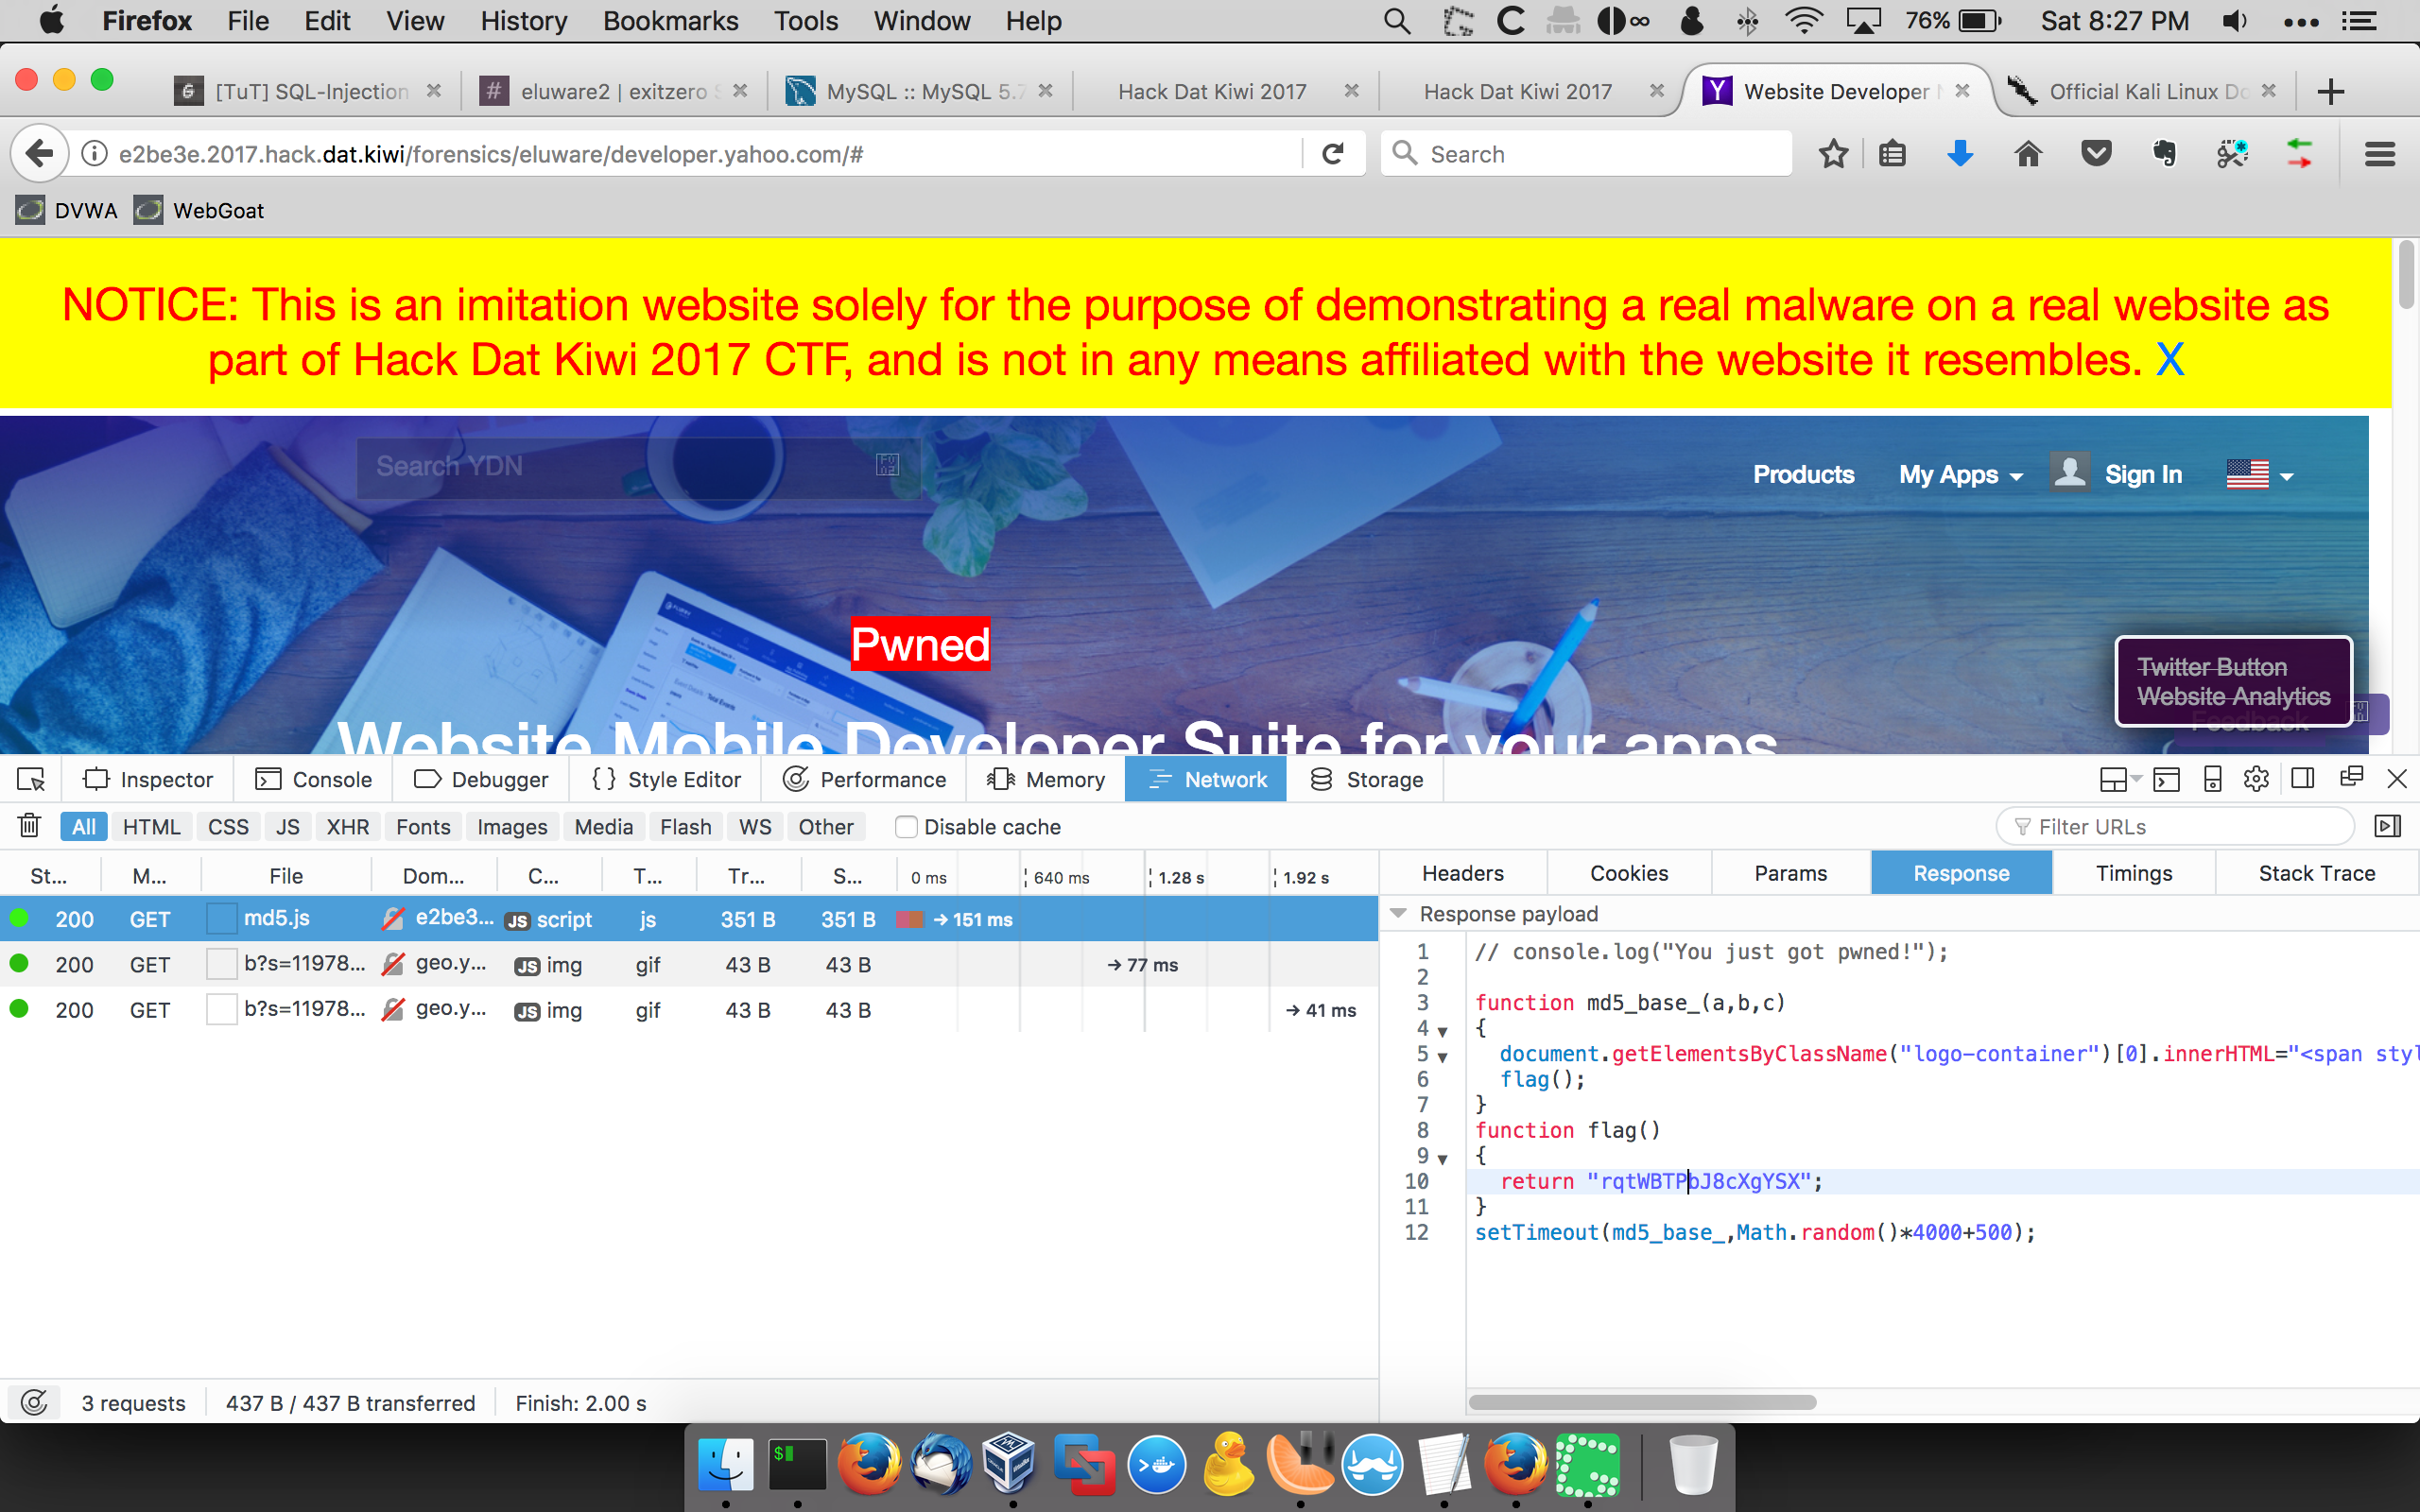 Firefox File Edit View History Bookmarks Tools Window Help 76% Sat 8:27 PM
[TuT] SQL-Injection eluware2 | exitzero MySQL :: MySQL 5.7 Hack Dat Kiwi 2017 Hack Dat Kiwi 2017 Website Developer Official Kali Linux
e2be3e.2017.hack.dat.kiwi/forensics/eluware/developer.yahoo.com/# Search
DVWA WebGoat
NOTICE: This is an imitation website solely for the purpose of demonstrating a real malware on a real website as
part of Hack Dat Kiwi 2017 CTF, and is not in any means affiliated with the website it resembles. X
Search YDN Products My Apps Sign In
Pwned
Twitter Button
Website Analytics
Feedback
Website Mobile Developer Suite for your apps
Inspector Console Debugger { } Style Editor Performance Memory Network Storage
All HTML CSS JS XHR Fonts Images Media Flash WS Other Disable cache Filter URLs
St... M... File Dom... C... T... Tr... S... 0 ms 640 ms 1.28 s 1.92 s Headers Cookies Params Response Timings Stack Trace
200 GET md5.js e2be3... JS script js 351 B 351 B → 151 ms
200 GET b?s=11978... geo.y... JS img gif 43 B 43 B → 77 ms
200 GET b?s=11978... geo.y... JS img gif 43 B 43 B → 41 ms
Response payload
1 // console.log("You just got pwned!");
2
3 function md5_base_(a,b,c)
4 {
5 document.getElementsByClassName("logo-container")[0].innerHTML="<span styl
6 flag();
7 }
8 function flag()
9 {
10 return "rqtWBTPbJ8cXgYSX";
11 }
12 setTimeout(md5_base_,Math.random()*4000+500);
3 requests 437 B / 437 B transferred Finish: 2.00 s